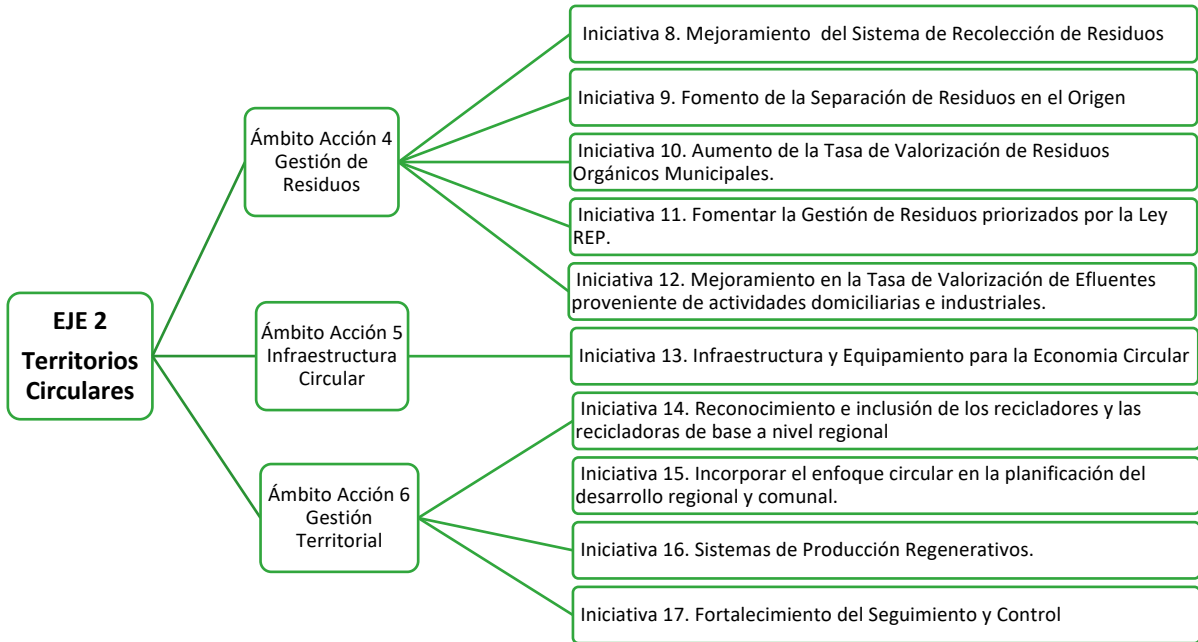 EJE 2
Territorios
Circulares
Ámbito Acción 4
Gestión de
Residuos
Iniciativa 8. Mejoramiento  del Sistema de Recolección de Residuos
Iniciativa 9. Fomento de la Separación de Residuos en el Origen
Iniciativa 10. Aumento de la Tasa de Valorización de Residuos
Orgánicos Municipales.
Iniciativa 11. Fomentar la Gestión de Residuos priorizados por la Ley
REP.
Iniciativa 12. Mejoramiento en la Tasa de Valorización de Efluentes
proveniente de actividades domiciliarias e industriales.
Ámbito Acción 5
Infraestructura
Circular
Iniciativa 13. Infraestructura y Equipamiento para la Economia Circular
Ámbito Acción 6
Gestión
Territorial
Iniciativa 14. Reconocimiento e inclusión de los recicladores y las
recicladoras de base a nivel regional
Iniciativa 15. Incorporar el enfoque circular en la planificación del
desarrollo regional y comunal.
Iniciativa 16. Sistemas de Producción Regenerativos.
Iniciativa 17. Fortalecimiento del Seguimiento y Control